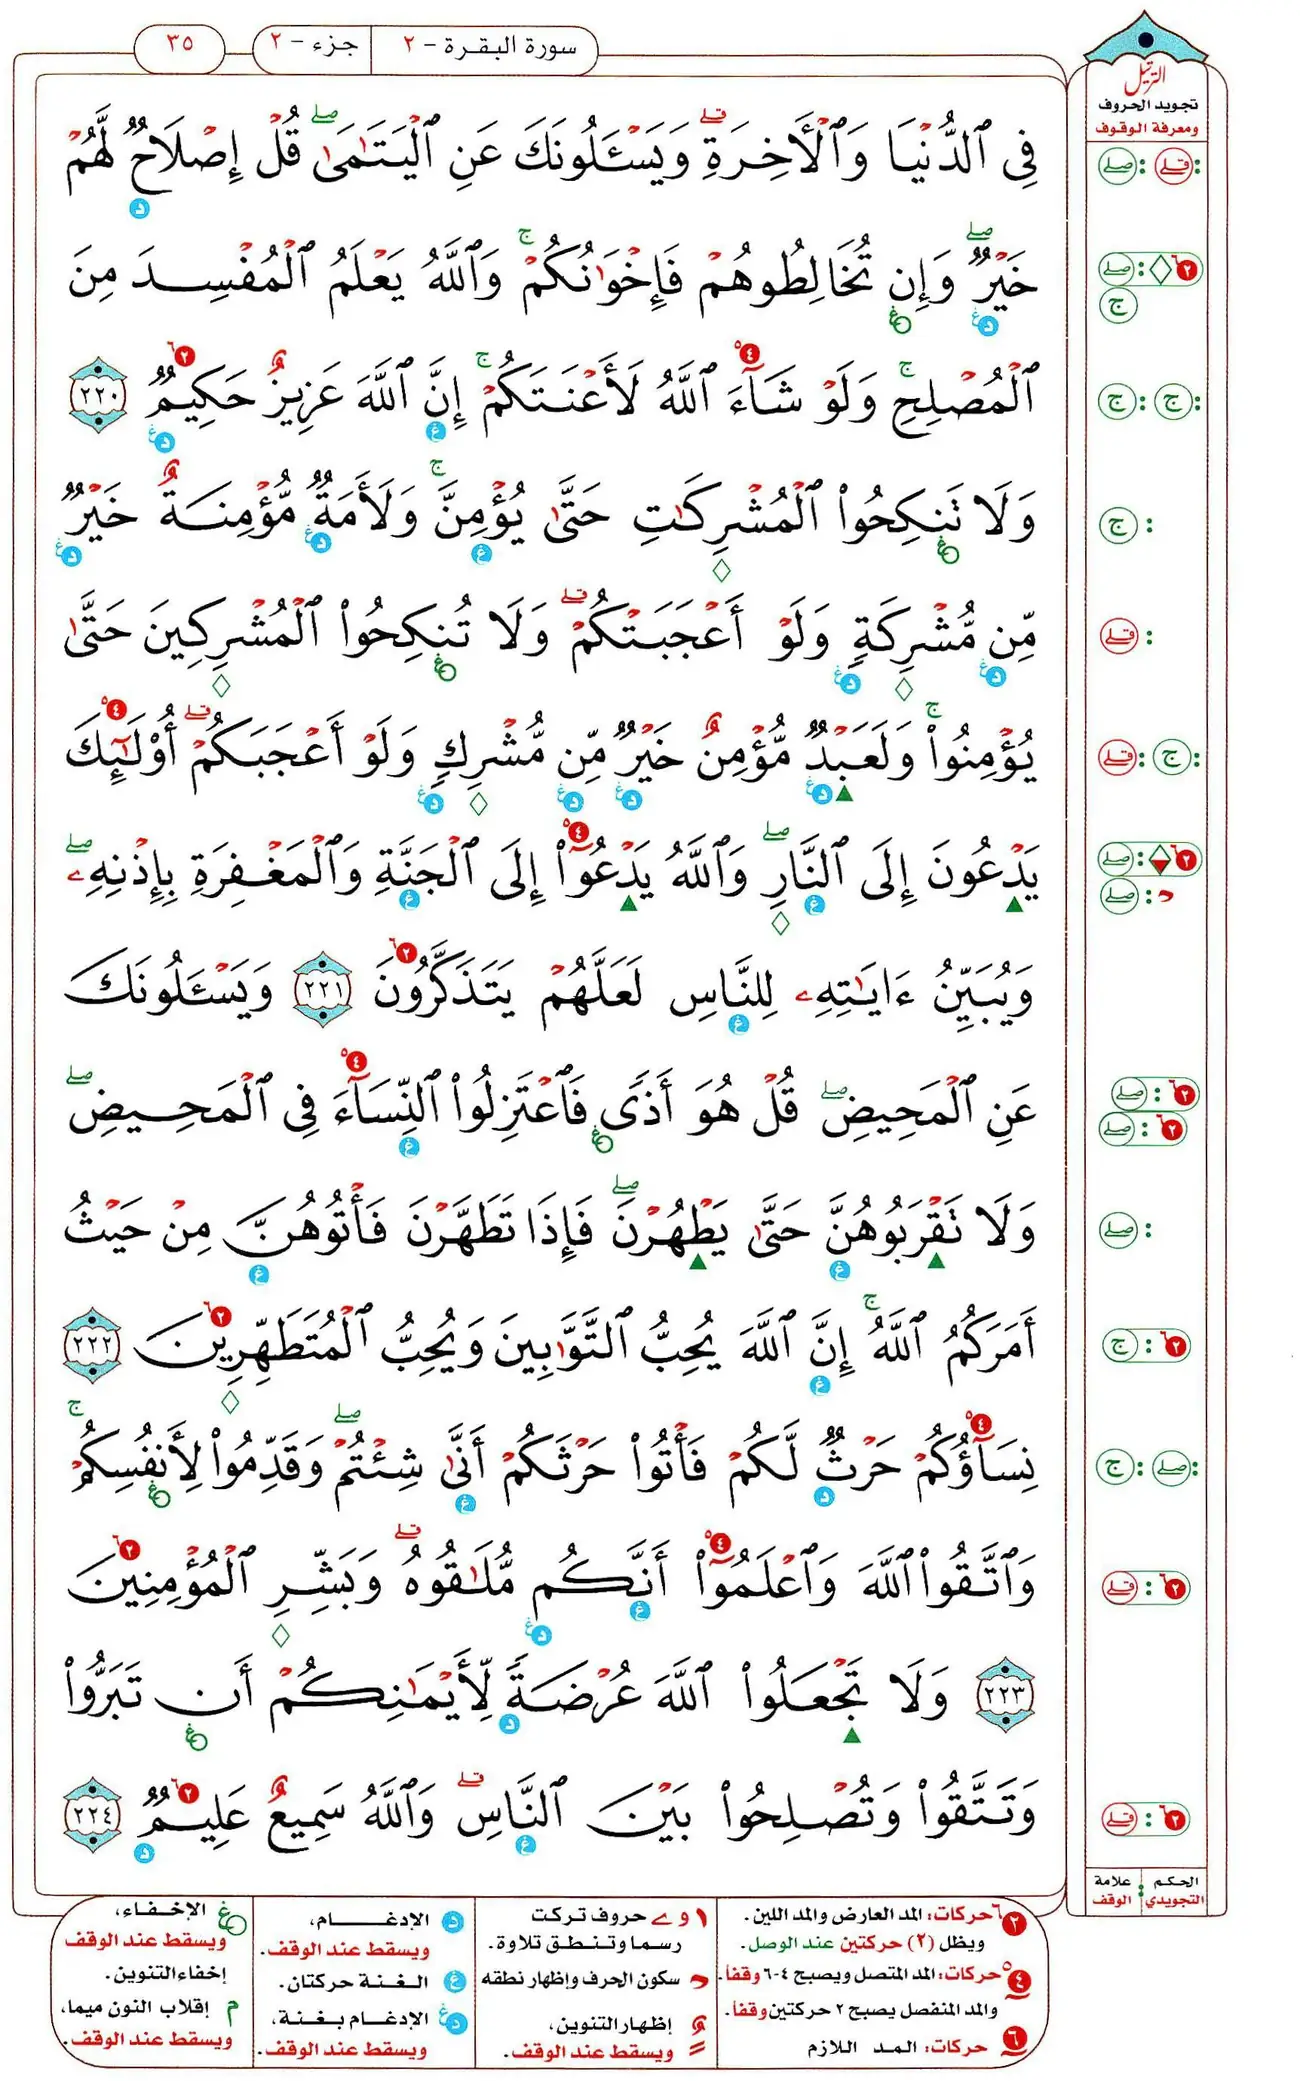 سورة البقرة - ٢
جزء - ٢
٣٥
الترتيل
تجويد الحروف
ومعرفة الوقوف
فِى ٱلدُّنْيَا وَٱلْأَخِرَةِ ۗ وَيَسْـَٔلُونَكَ عَنِ ٱلْيَتَـٰمَىٰ ۖ قُلْ إِصْلَاحٌ لَّهُمْ
خَيْرٌ ۖ وَإِن تُخَالِطُوهُمْ فَإِخْوَٰنُكُمْ ۚ وَٱللَّهُ يَعْلَمُ ٱلْمُفْسِدَ مِنَ
ٱلْمُصْلِحِ ۚ وَلَوْ شَآءَ ٱللَّهُ لَأَعْنَتَكُمْ ۚ إِنَّ ٱللَّهَ عَزِيزٌ حَكِيمٌ ٢٢٠
وَلَا تَنكِحُوا۟ ٱلْمُشْرِكَـٰتِ حَتَّىٰ يُؤْمِنَّ ۚ وَلَأَمَةٌ مُّؤْمِنَةٌ خَيْرٌ
مِّن مُّشْرِكَةٍ وَلَوْ أَعْجَبَتْكُمْ ۗ وَلَا تُنكِحُوا۟ ٱلْمُشْرِكِينَ حَتَّىٰ
يُؤْمِنُوا۟ ۚ وَلَعَبْدٌ مُّؤْمِنٌ خَيْرٌ مِّن مُّشْرِكٍ وَلَوْ أَعْجَبَكُمْ ۗ أُو۟لَـٰٓئِكَ
يَدْعُونَ إِلَى ٱلنَّارِ ۖ وَٱللَّهُ يَدْعُوٓا۟ إِلَى ٱلْجَنَّةِ وَٱلْمَغْفِرَةِ بِإِذْنِهِۦ ۖ
وَيُبَيِّنُ ءَايَـٰتِهِۦ لِلنَّاسِ لَعَلَّهُمْ يَتَذَكَّرُونَ ٢٢١ وَيَسْـَٔلُونَكَ
عَنِ ٱلْمَحِيضِ ۖ قُلْ هُوَ أَذًى فَٱعْتَزِلُوا۟ ٱلنِّسَآءَ فِى ٱلْمَحِيضِ ۖ
وَلَا تَقْرَبُوهُنَّ حَتَّىٰ يَطْهُرْنَ ۖ فَإِذَا تَطَهَّرْنَ فَأْتُوهُنَّ مِنْ حَيْثُ
أَمَرَكُمُ ٱللَّهُ ۚ إِنَّ ٱللَّهَ يُحِبُّ ٱلتَّوَّٰبِينَ وَيُحِبُّ ٱلْمُتَطَهِّرِينَ ٢٢٢
نِسَآؤُكُمْ حَرْثٌ لَّكُمْ فَأْتُوا۟ حَرْثَكُمْ أَنَّىٰ شِئْتُمْ ۖ وَقَدِّمُوا۟ لِأَنفُسِكُمْ ۚ
وَٱتَّقُوا۟ ٱللَّهَ وَٱعْلَمُوٓا۟ أَنَّكُم مُّلَـٰقُوهُ ۗ وَبَشِّرِ ٱلْمُؤْمِنِينَ
٢٢٣ وَلَا تَجْعَلُوا۟ ٱللَّهَ عُرْضَةً لِّأَيْمَـٰنِكُمْ أَن تَبَرُّوا۟
وَتَتَّقُوا۟ وَتُصْلِحُوا۟ بَيْنَ ٱلنَّاسِ ۗ وَٱللَّهُ سَمِيعٌ عَلِيمٌ ٢٢٤
الحكم التجويدي : علامة الوقف
٢ ٦ حركات: المد العارض والمد اللين.
ويظل (٢) حركتين عند الوصل.
٤ ٥ حركات: المد المتصل ويصبح ٤-٦ وقفاً.
والمد المنفصل يصبح ٢ حركتين وقفاً.
٦ حركات: المد اللازم
ا و ے حروف تركت
رسما وتنطق تلاوة.
سكون الحرف وإظهار نطقه
إظهار التنوين،
ويسقط عند الوقف.
د الإدغام،
ويسقط عند الوقف.
غ الغنة حركتان.
دغ الإدغام بغنة،
ويسقط عند الوقف.
الإخفاء،
ويسقط عند الوقف
إخفاء التنوين.
م إقلاب النون ميما،
ويسقط عند الوقف.